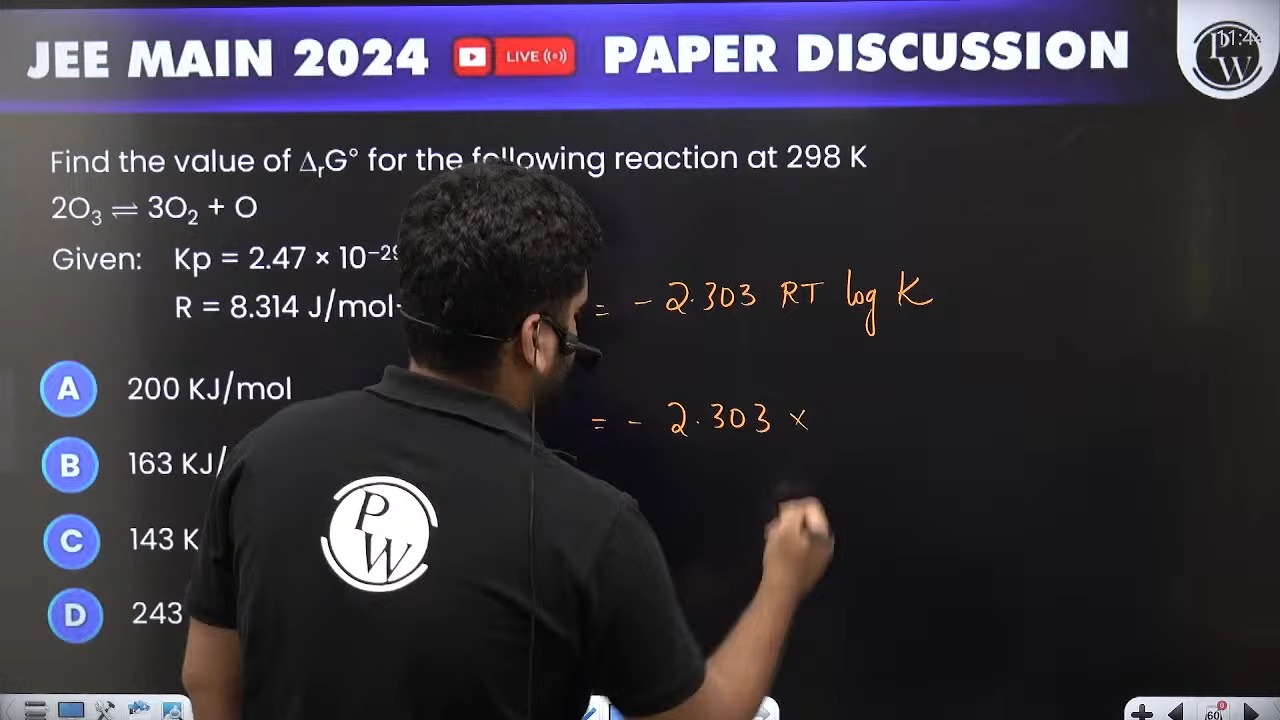 JEE MAIN 2024 LIVE PAPER DISCUSSION
PW
Find the value of ΔᵣG° for the following reaction at 298 K
2O₃ ⇌ 3O₂ + O
Given: Kp = 2.47 × 10⁻²⁹
R = 8.314 J/mol-
= - 2.303 RT log K
A 200 KJ/mol
= - 2.303 ×
B 163 KJ/
C 143 K
D 243
PW
60